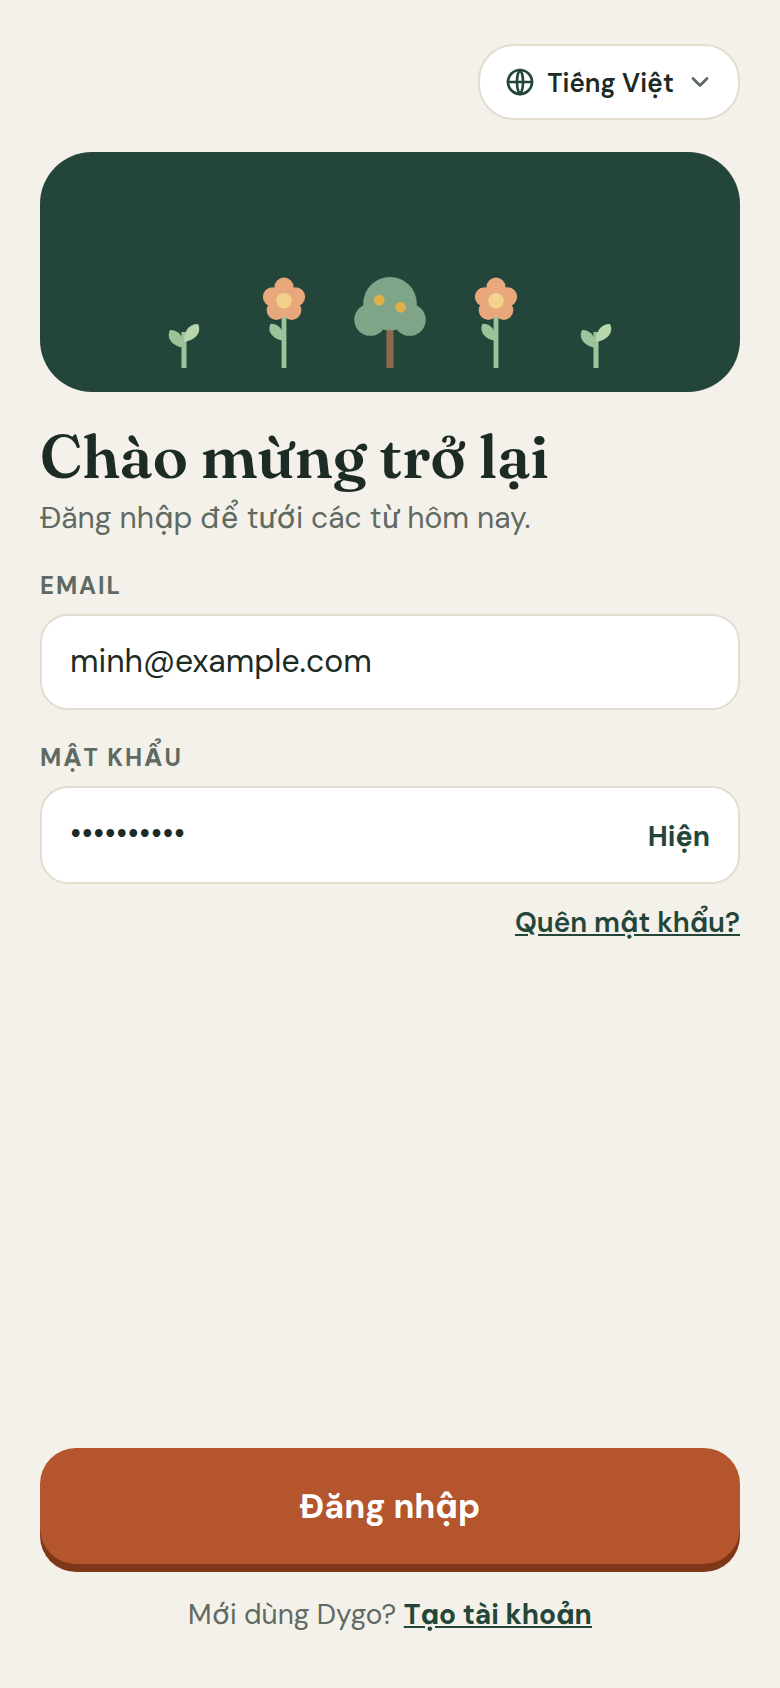 Tiếng Việt
Chào mừng trở lại
Đăng nhập để tưới các từ hôm nay.
EMAIL
minh@example.com
MẬT KHẨU
••••••••••
Hiện
Quên mật khẩu?
Đăng nhập
Mới dùng Dygo? Tạo tài khoản